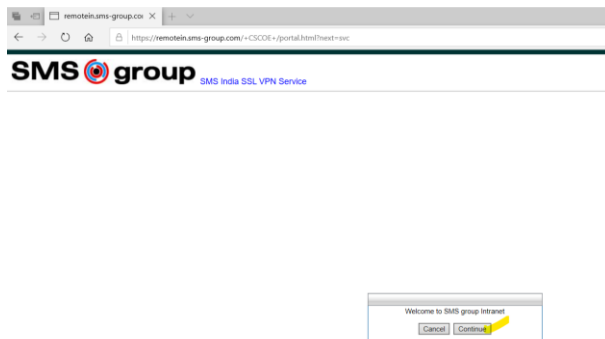 remotein.sms-group.coi
https://remotein.sms-group.com/+CSCOE+/portal.html?next=svc
SMS group SMS India SSL VPN Service
Welcome to SMS group Intranet
Cancel Continue